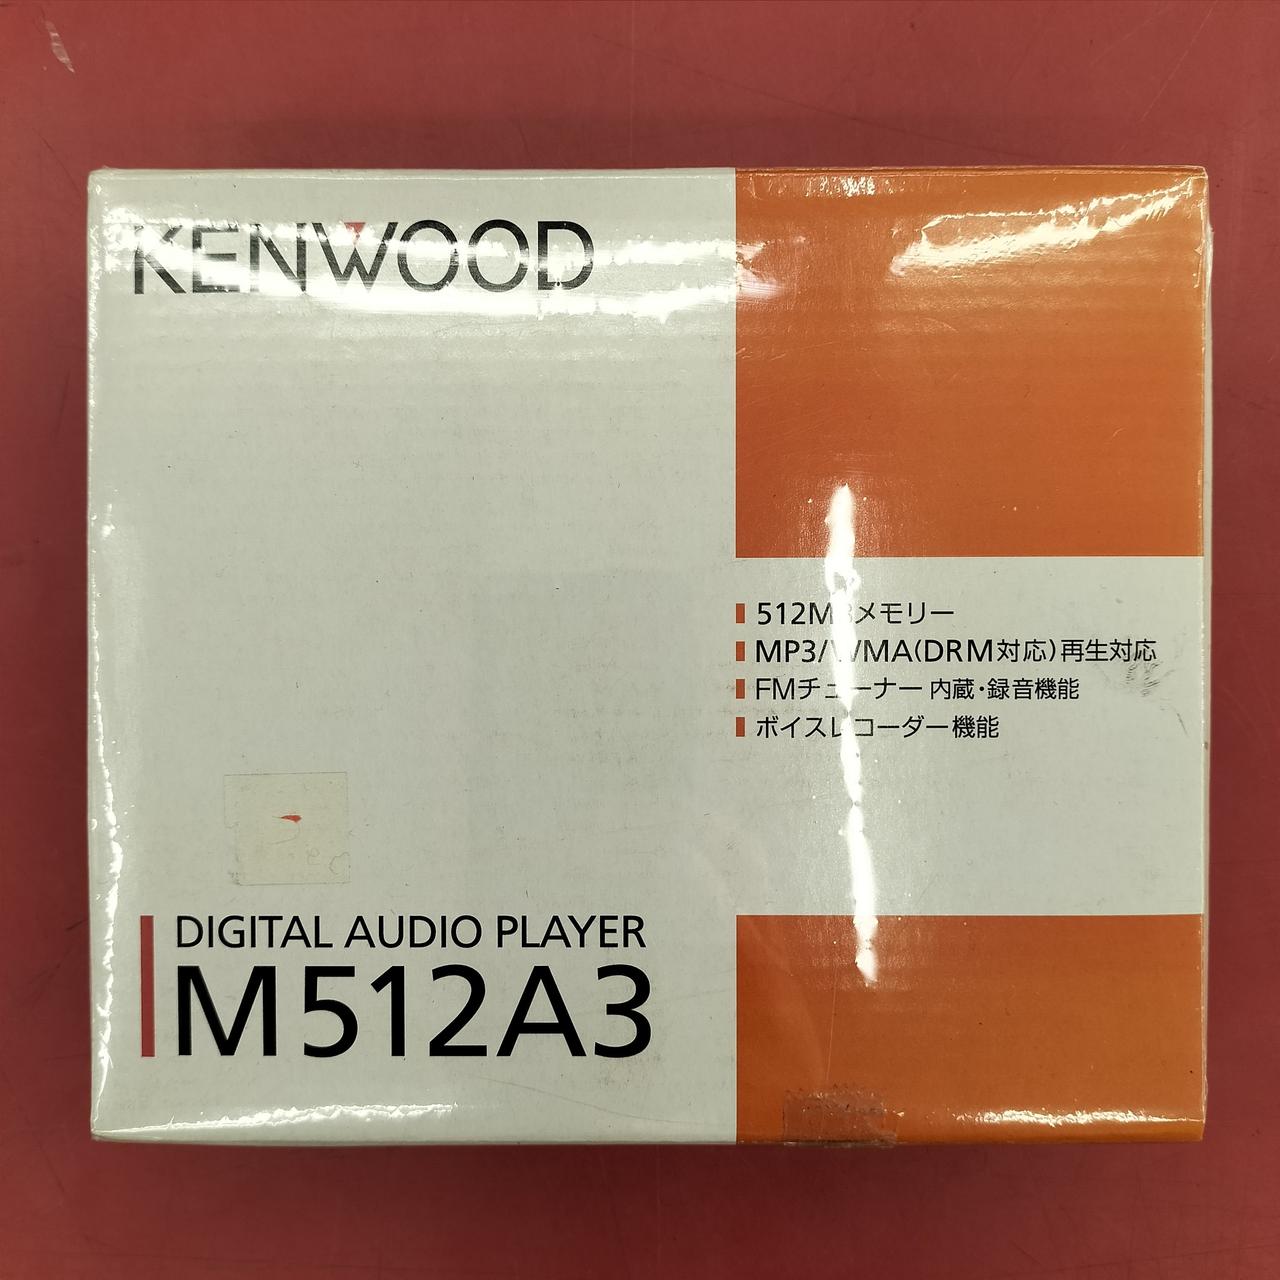 KENWOOD
512MBメモリー
MP3/WMA(DRM対応)再生対応
FMチューナー 内蔵・録音機能
ボイスレコーダー機能
DIGITAL AUDIO PLAYER
M512A3